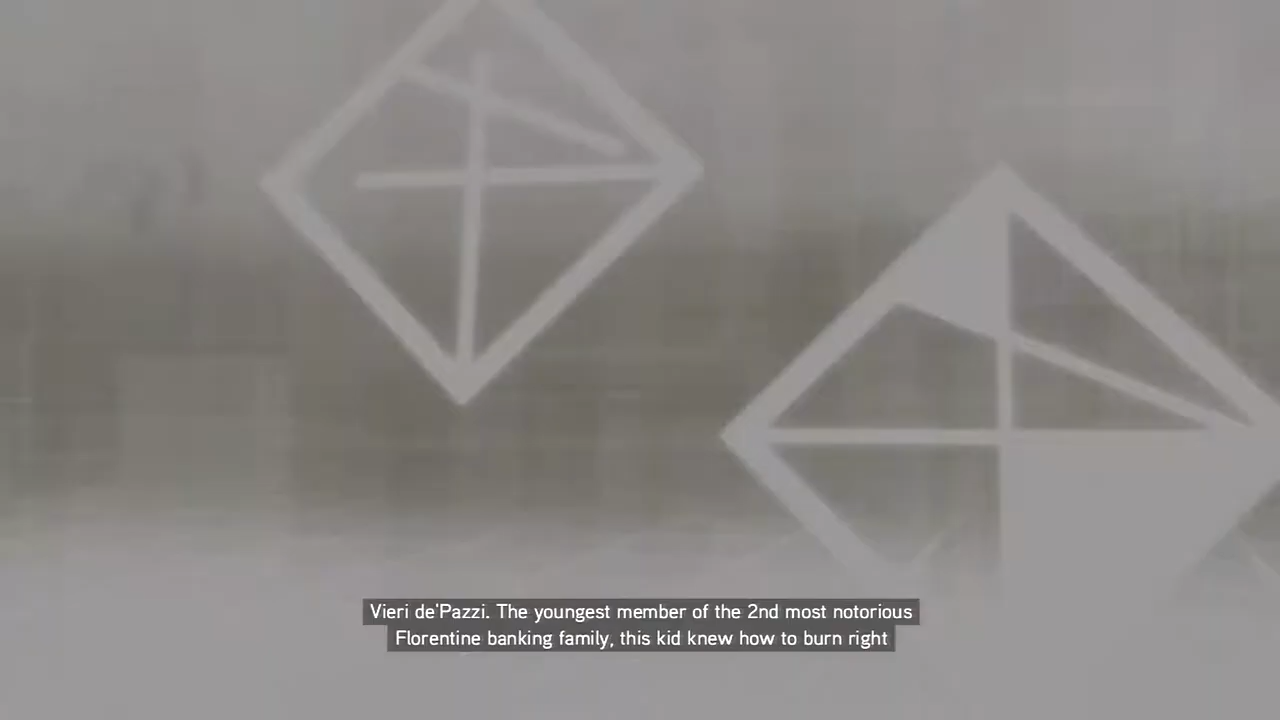 Vieri de'Pazzi. The youngest member of the 2nd most notorious
Florentine banking family, this kid knew how to burn right